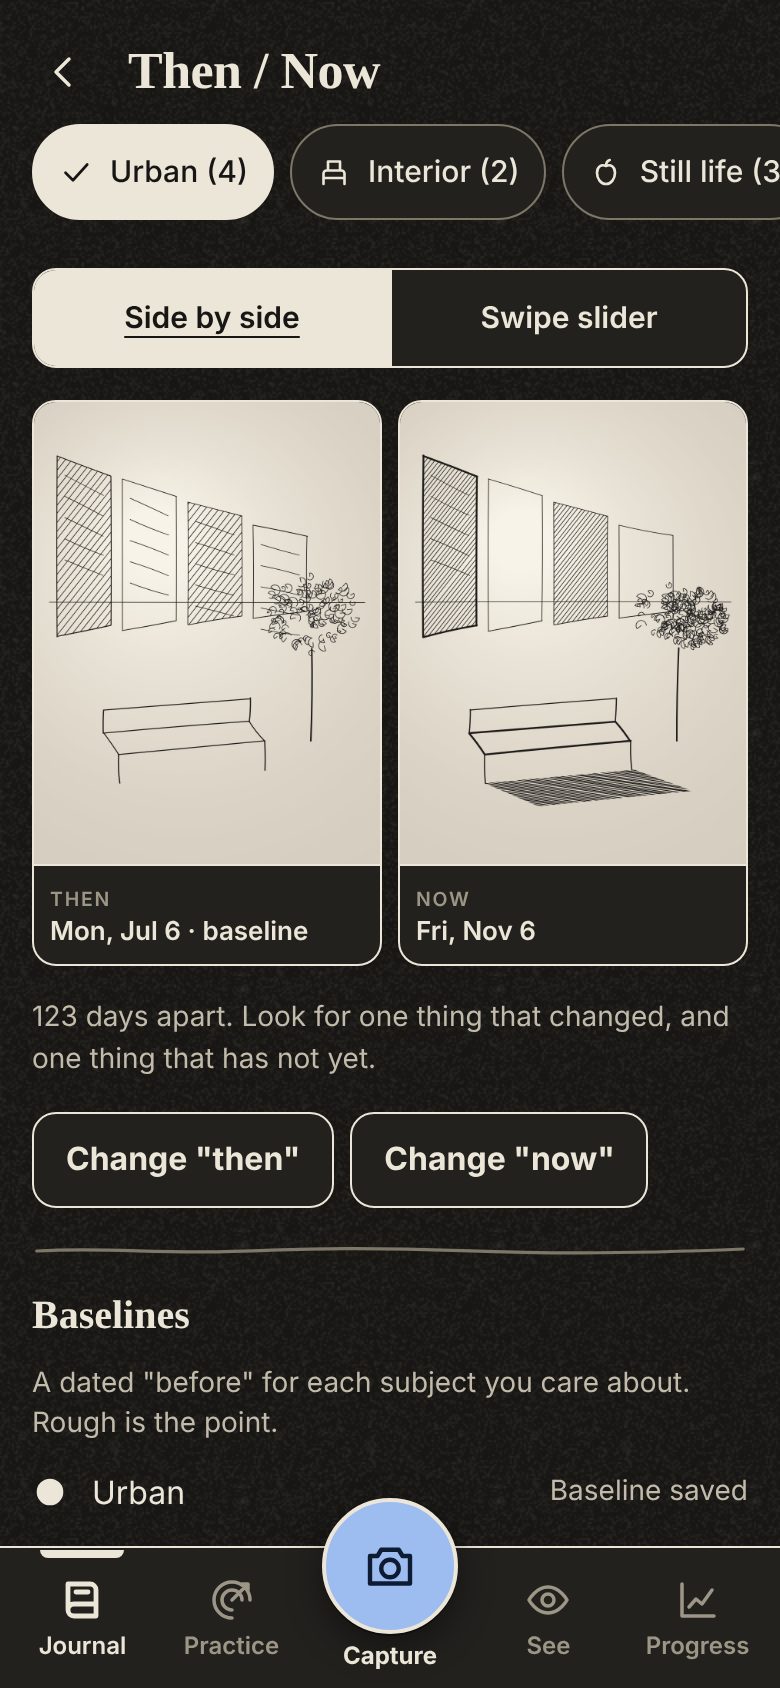 Then / Now
Urban (4)
Interior (2)
Still life (3
Side by side
Swipe slider
THEN
Mon, Jul 6 · baseline
NOW
Fri, Nov 6
123 days apart. Look for one thing that changed, and
one thing that has not yet.
Change "then"
Change "now"
Baselines
A dated "before" for each subject you care about.
Rough is the point.
Urban
Baseline saved
Journal
Practice
Capture
See
Progress